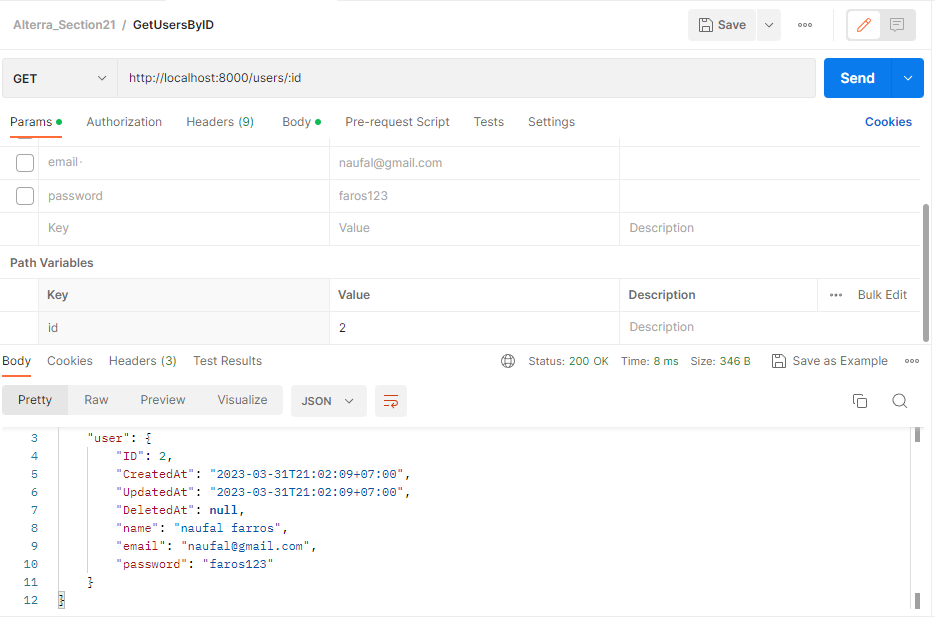 Alterra_Section21 / GetUsersByID Save
GET http://localhost:8000/users/:id Send
Params Authorization Headers (9) Body Pre-request Script Tests Settings Cookies
email naufal@gmail.com
password faros123
Key Value Description
Path Variables
Key Value Description Bulk Edit
id 2 Description
Body Cookies Headers (3) Test Results Status: 200 OK Time: 8 ms Size: 346 B Save as Example
Pretty Raw Preview Visualize JSON
3 "user": {
4 "ID": 2,
5 "CreatedAt": "2023-03-31T21:02:09+07:00",
6 "UpdatedAt": "2023-03-31T21:02:09+07:00",
7 "DeletedAt": null,
8 "name": "naufal farros",
9 "email": "naufal@gmail.com",
10 "password": "faros123"
11 }
12 }